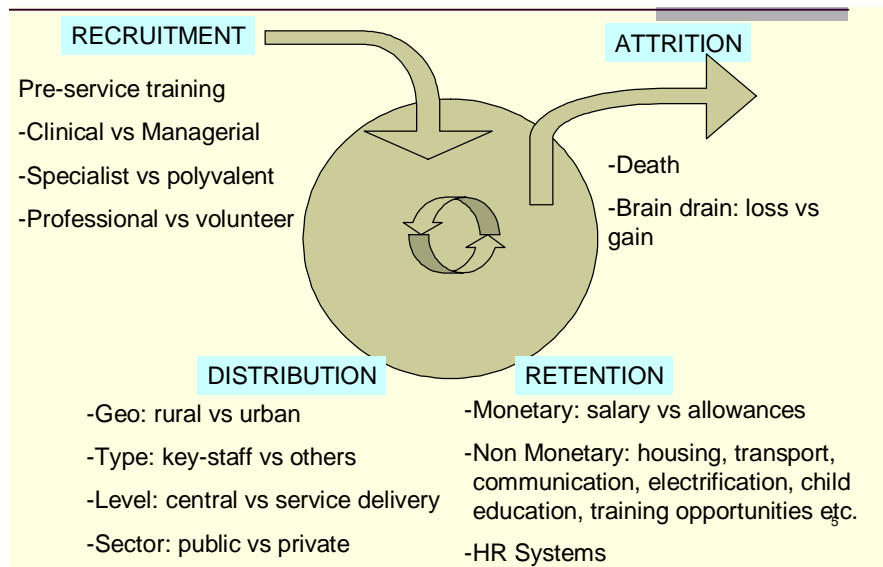 RECRUITMENT
Pre-service training
-Clinical vs Managerial
-Specialist vs polyvalent
-Professional vs volunteer
ATTRITION
-Death
-Brain drain: loss vs
gain
DISTRIBUTION
-Geo: rural vs urban
-Type: key-staff vs others
-Level: central vs service delivery
-Sector: public vs private
RETENTION
-Monetary: salary vs allowances
-Non Monetary: housing, transport,
communication, electrification, child
education, training opportunities etc.
-HR Systems
5